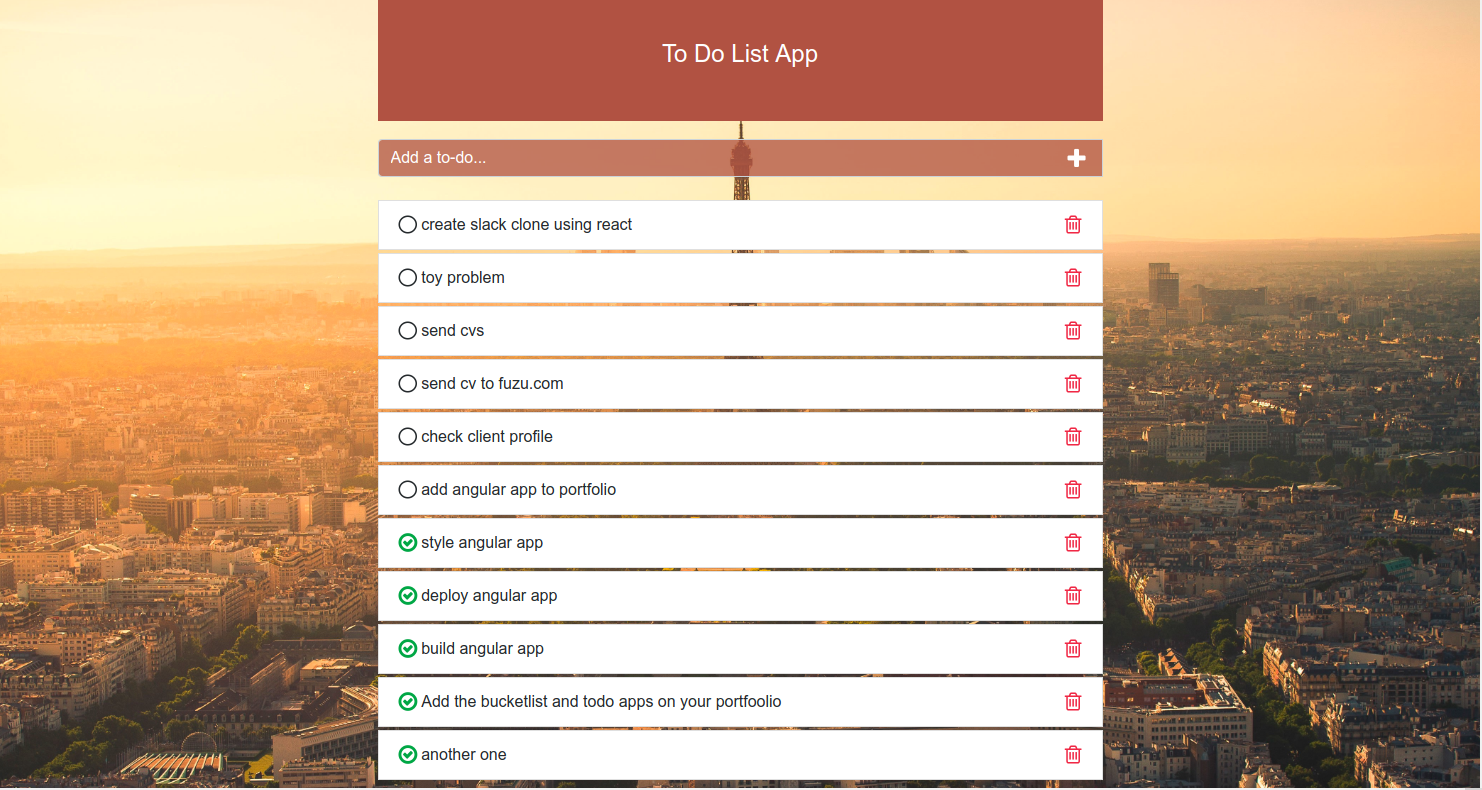 To Do List App
Add a to-do...
create slack clone using react
toy problem
send cvs
send cv to fuzu.com
check client profile
add angular app to portfolio
style angular app
deploy angular app
build angular app
Add the bucketlist and todo apps on your portfoolio
another one